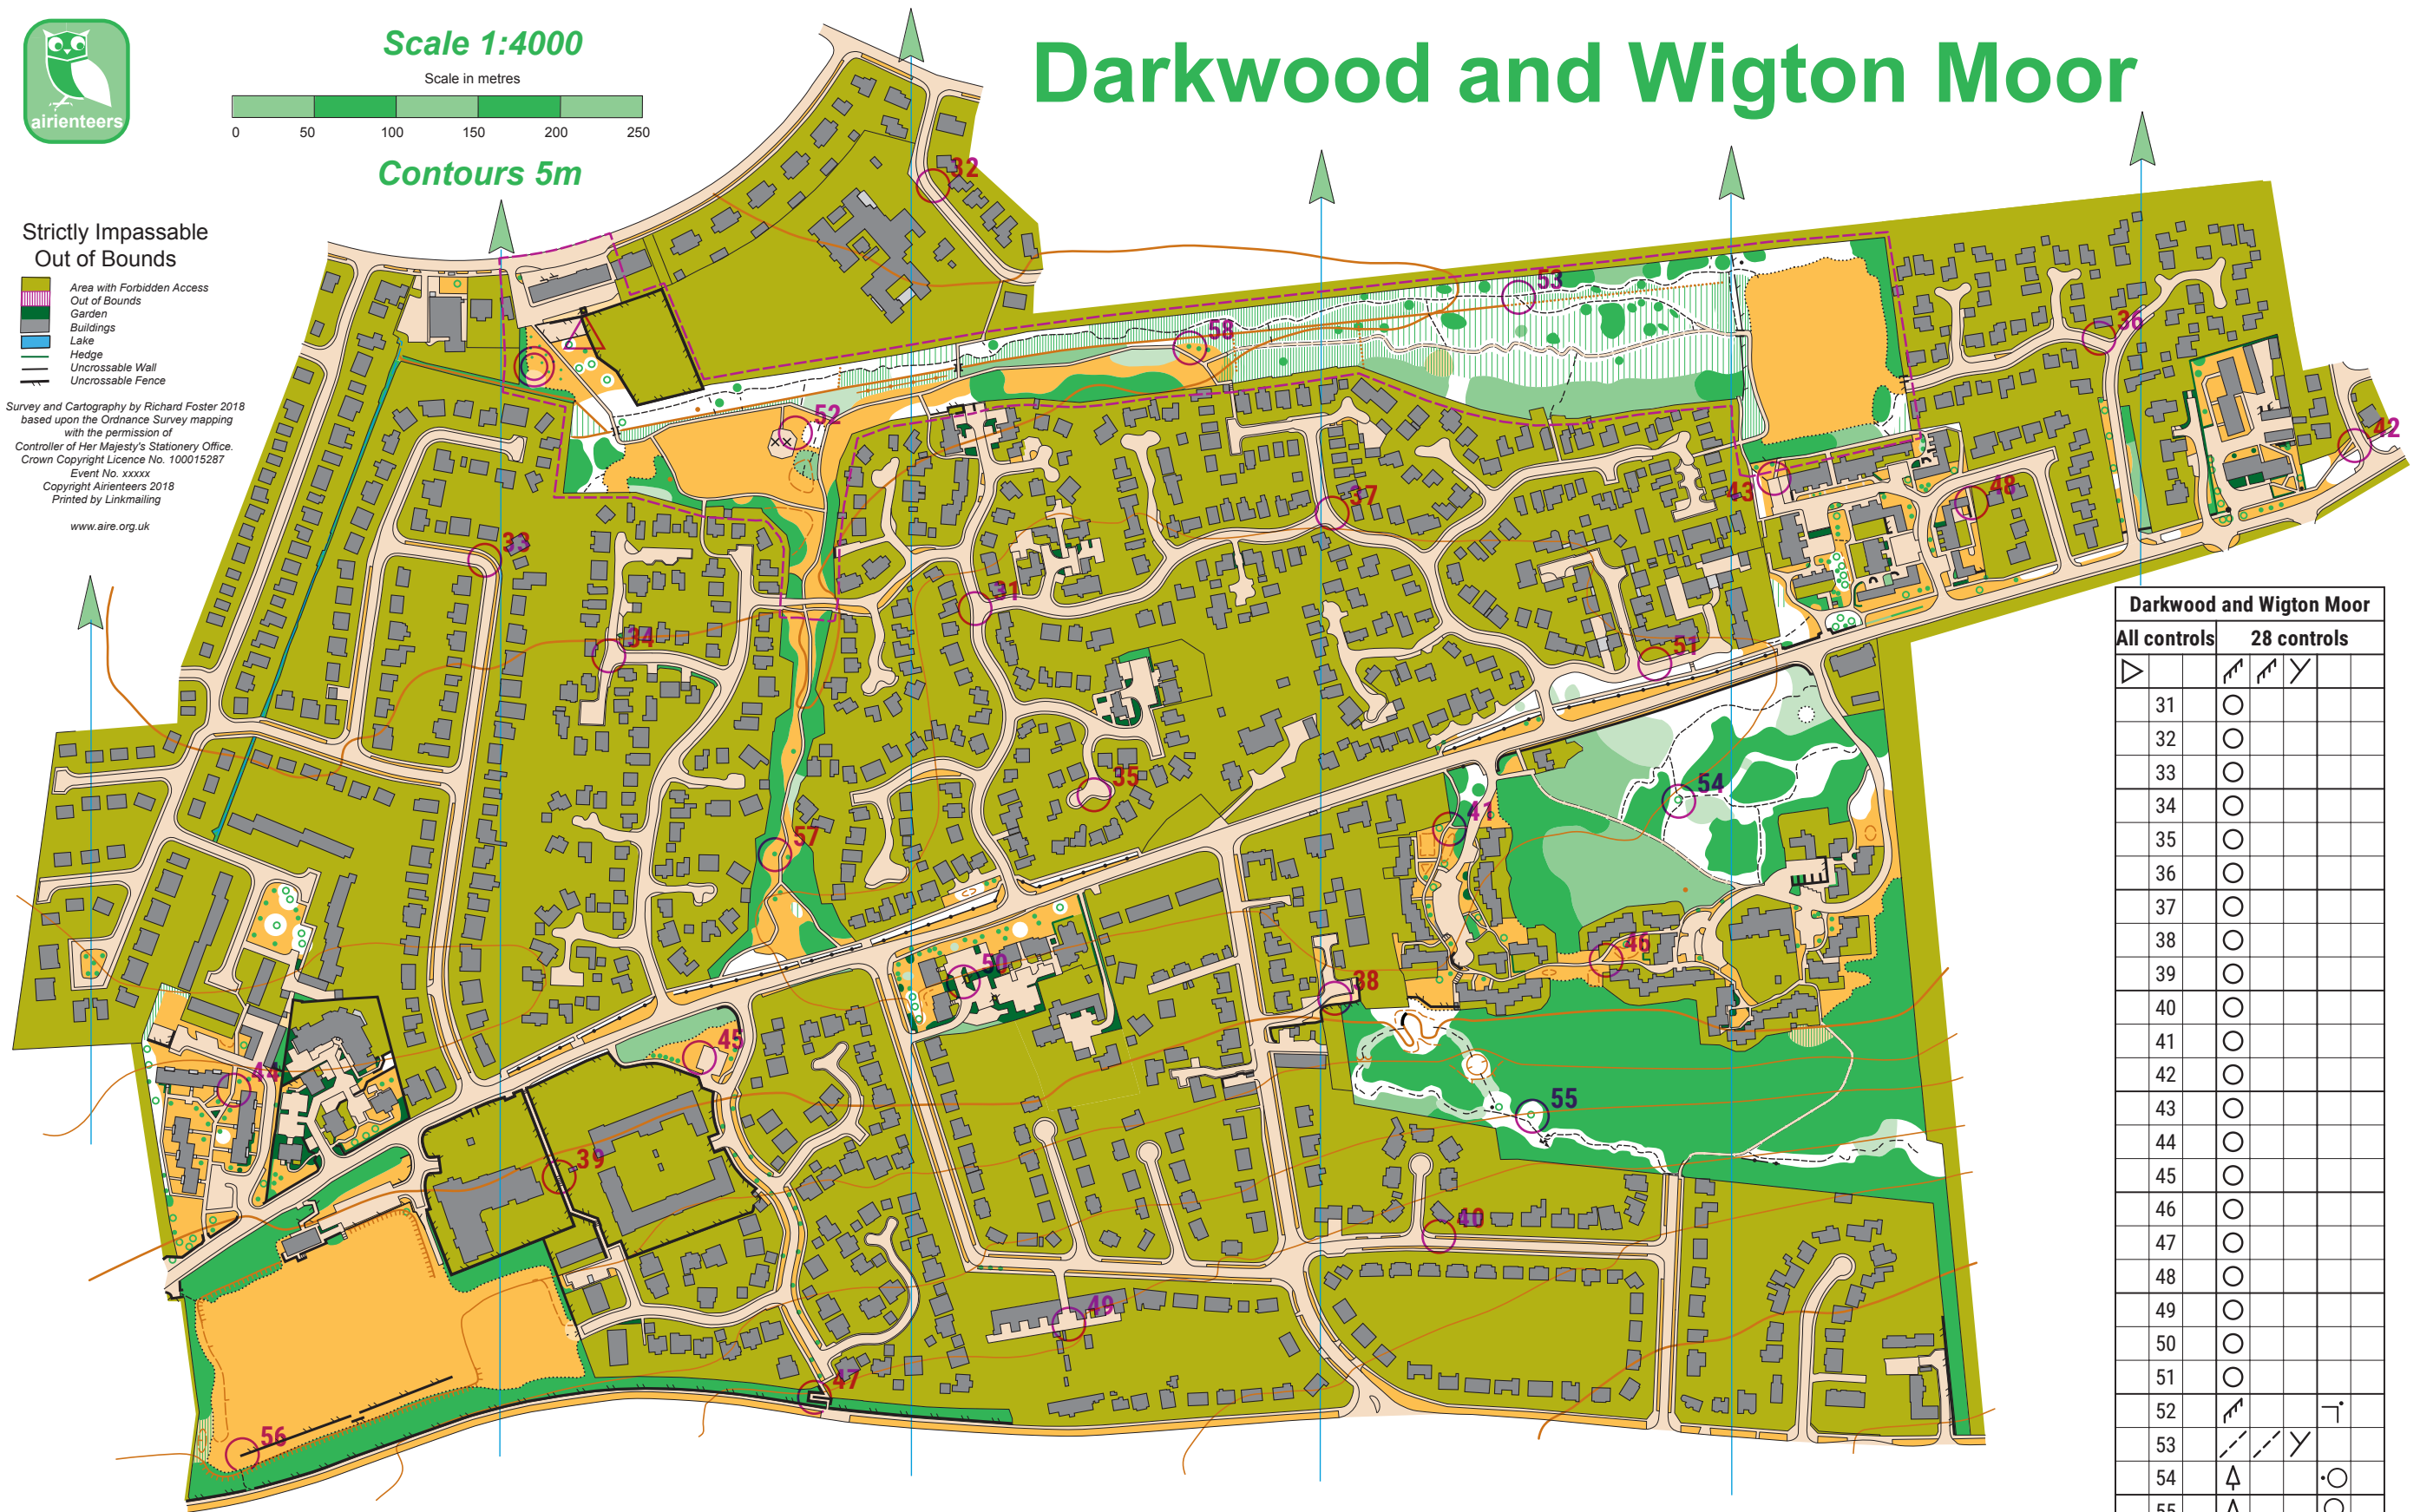 airienteers
Scale 1:4000
Scale in metres
0 50 100 150 200 250
Contours 5m
Darkwood and Wigton Moor
Strictly Impassable
Out of Bounds
Area with Forbidden Access
Out of Bounds
Garden
Buildings
Lake
Hedge
Uncrossable Wall
Uncrossable Fence
Survey and Cartography by Richard Foster 2018
based upon the Ordnance Survey mapping
with the permission of
Controller of Her Majesty's Stationery Office.
Crown Copyright Licence No. 100015287
Event No. xxxxx
Copyright Airienteers 2018
Printed by Linkmailing
www.aire.org.uk
32
53
58
36
52
42
37
43
48
33
31
34
51
35
54
41
57
46
50
38
45
44
55
39
40
49
47
56
Darkwood and Wigton Moor
All controls 28 controls
31
32
33
34
35
36
37
38
39
40
41
42
43
44
45
46
47
48
49
50
51
52
53
54
55